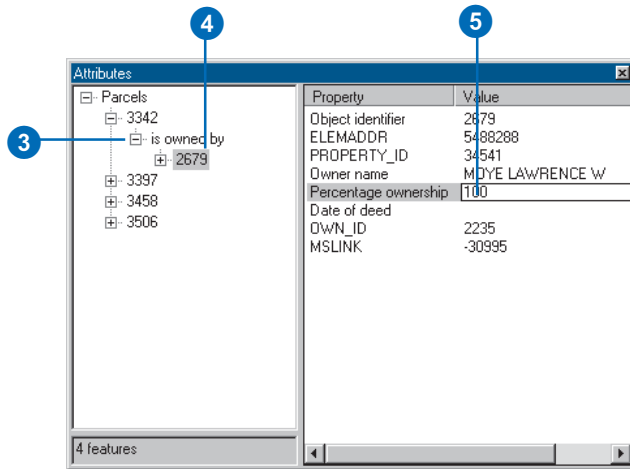 4
5
3
Attributes
Parcels
3342
is owned by
2679
3397
3458
3506
4 features
Property Value
Object identifier 2679
ELEMADDR 5488288
PROPERTY_ID 34541
Owner name MOYE LAWRENCE W
Percentage ownership 100
Date of deed
OWN_ID 2235
MSLINK -30995